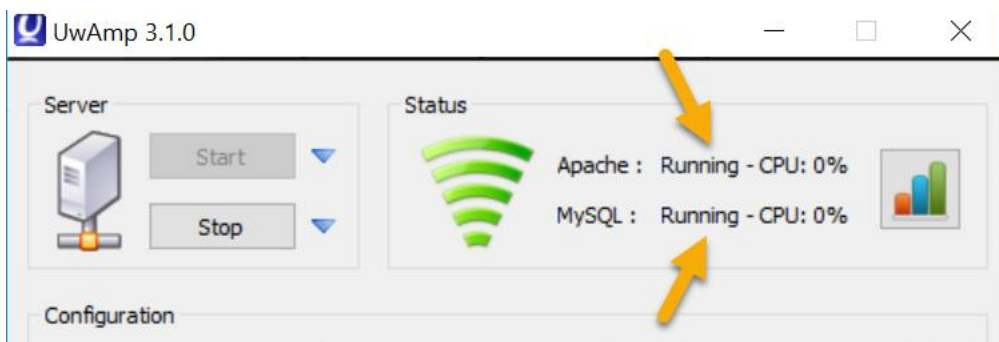 UwAmp 3.1.0
Server
Start
Stop
Status
Apache : Running - CPU: 0%
MySQL : Running - CPU: 0%
Configuration